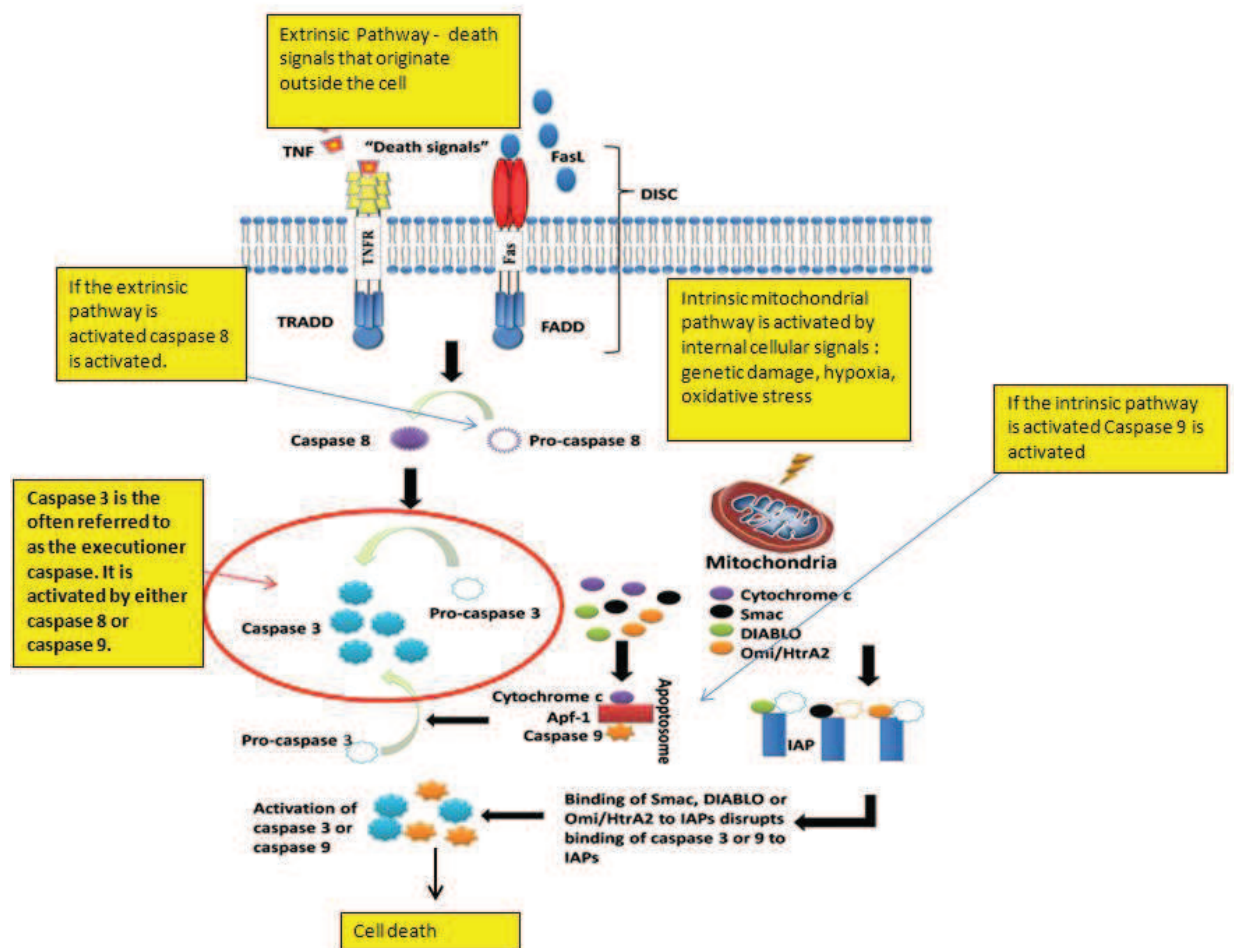 Extrinsic Pathway - death
signals that originate
outside the cell
TNF
“Death signals”
FasL
DISC
TNFR
Fas
TRADD
FADD
If the extrinsic
pathway is
activated caspase 8
is activated.
Intrinsic mitochondrial
pathway is activated by
internal cellular signals :
genetic damage, hypoxia,
oxidative stress
If the intrinsic pathway
is activated Caspase 9 is
activated
Caspase 8
Pro-caspase 8
Caspase 3 is the
often referred to
as the executioner
caspase. It is
activated by either
caspase 8 or
caspase 9.
Pro-caspase 3
Caspase 3
Mitochondria
Cytochrome c
Smac
DIABLO
Omi/HtrA2
Cytochrome c
Apf-1
Caspase 9
Apoptosome
Pro-caspase 3
IAP
Activation of
caspase 3 or
caspase 9
Binding of Smac, DIABLO or
Omi/HtrA2 to IAPs disrupts
binding of caspase 3 or 9 to
IAPs
Cell death